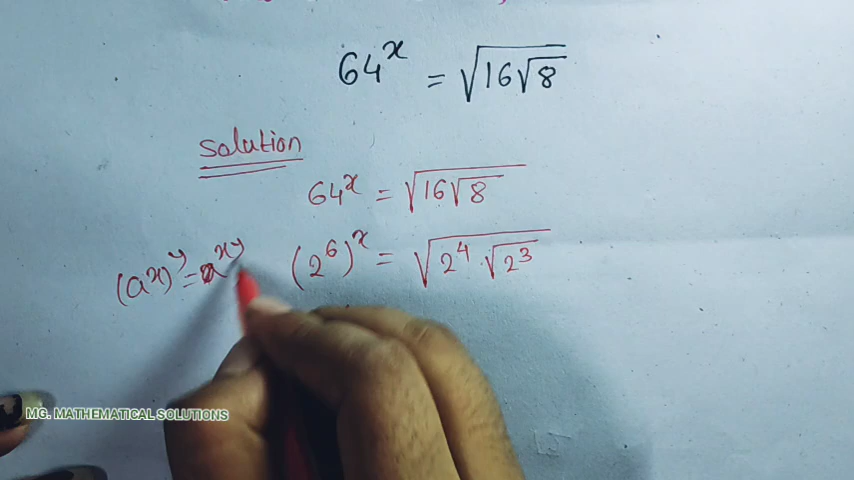 64^x = √(16√8)
Solution
64^x = √(16√8)
(a^x)^y = a^xy (2^6)^x = √(2^4 . √(2^3))
MG. MATHEMATICAL SOLUTIONS